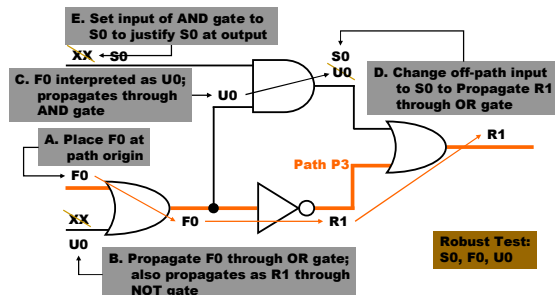 E. Set input of AND gate to
S0 to justify S0 at output
XX S0
S0
U0
C. F0 interpreted as U0;
propagates through
AND gate
U0
D. Change off-path input
to S0 to Propagate R1
through OR gate
A. Place F0 at
path origin
R1
Path P3
F0
XX
F0
R1
U0
B. Propagate F0 through OR gate;
also propagates as R1 through
NOT gate
Robust Test:
S0, F0, U0